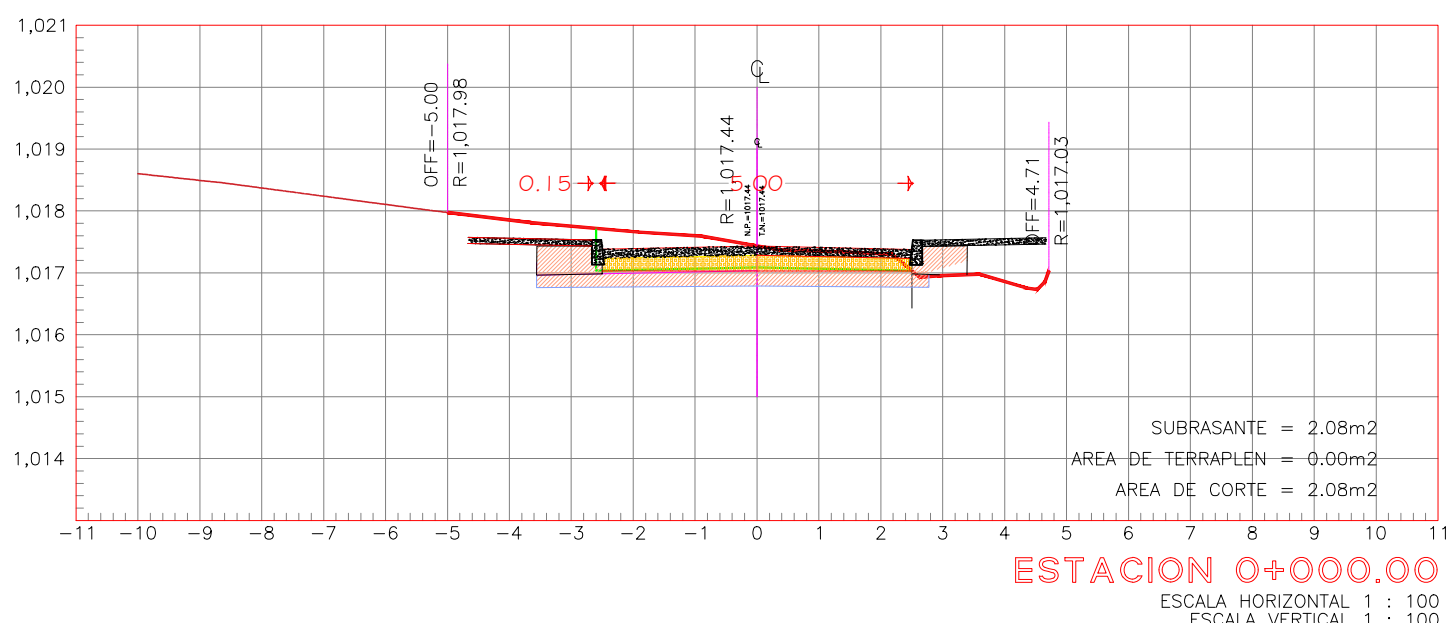 1,021
1,020
1,019
1,018
1,017
1,016
1,015
1,014
OFF=-5.00
R=1,017.98
CL
R=1,017.44
CL
N.P.=1017.44
T.N.=1017.44
OFF=4.71
R=1,017.03
0.15
5.00
SUBRASANTE = 2.08m2
AREA DE TERRAPLEN = 0.00m2
AREA DE CORTE = 2.08m2
-11 -10 -9 -8 -7 -6 -5 -4 -3 -2 -1 0 1 2 3 4 5 6 7 8 9 10 11
ESTACION 0+000.00
ESCALA HORIZONTAL 1 : 100
ESCALA VERTICAL 1 : 100